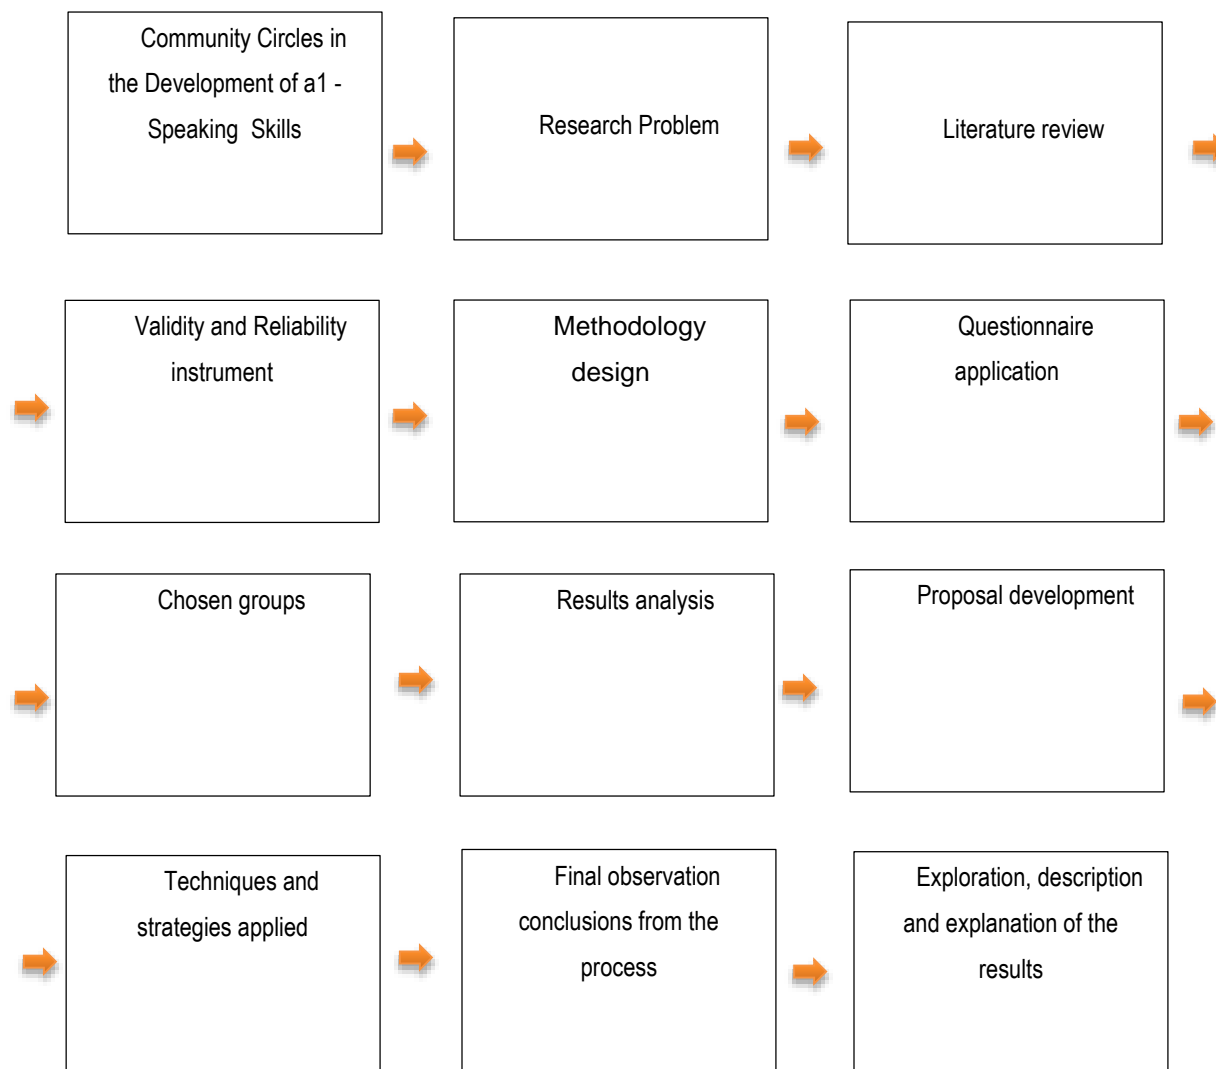 Community Circles in
the Development of a1 -
Speaking Skills
Research Problem
Literature review
Validity and Reliability
instrument
Methodology
design
Questionnaire
application
Chosen groups
Results analysis
Proposal development
Techniques and
strategies applied
Final observation
conclusions from the
process
Exploration, description
and explanation of the
results